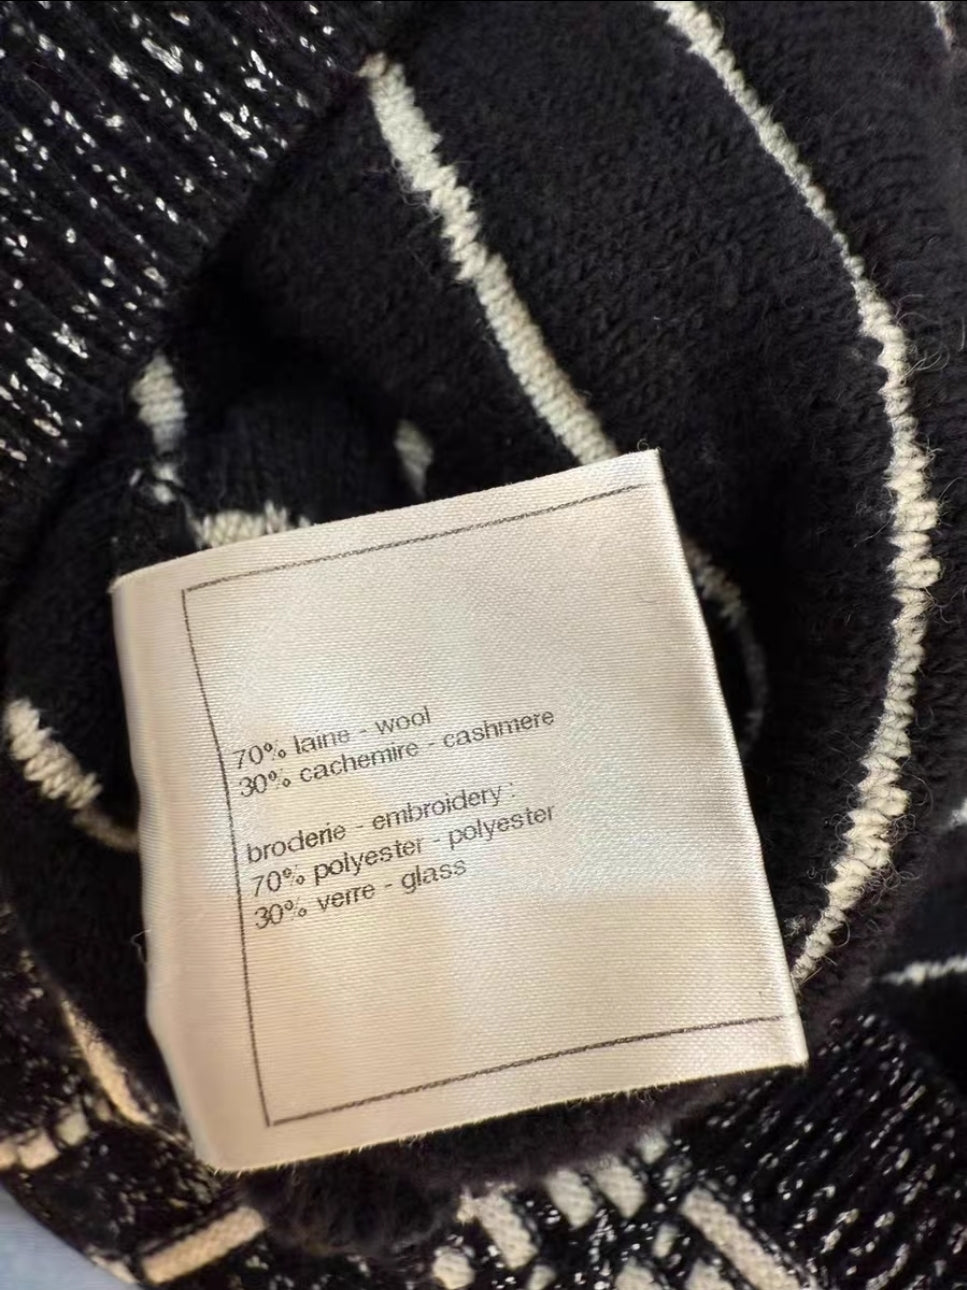 70% laine - wool
30% cachemire - cashmere
broderie - embroidery :
70% polyester - polyester
30% verre - glass